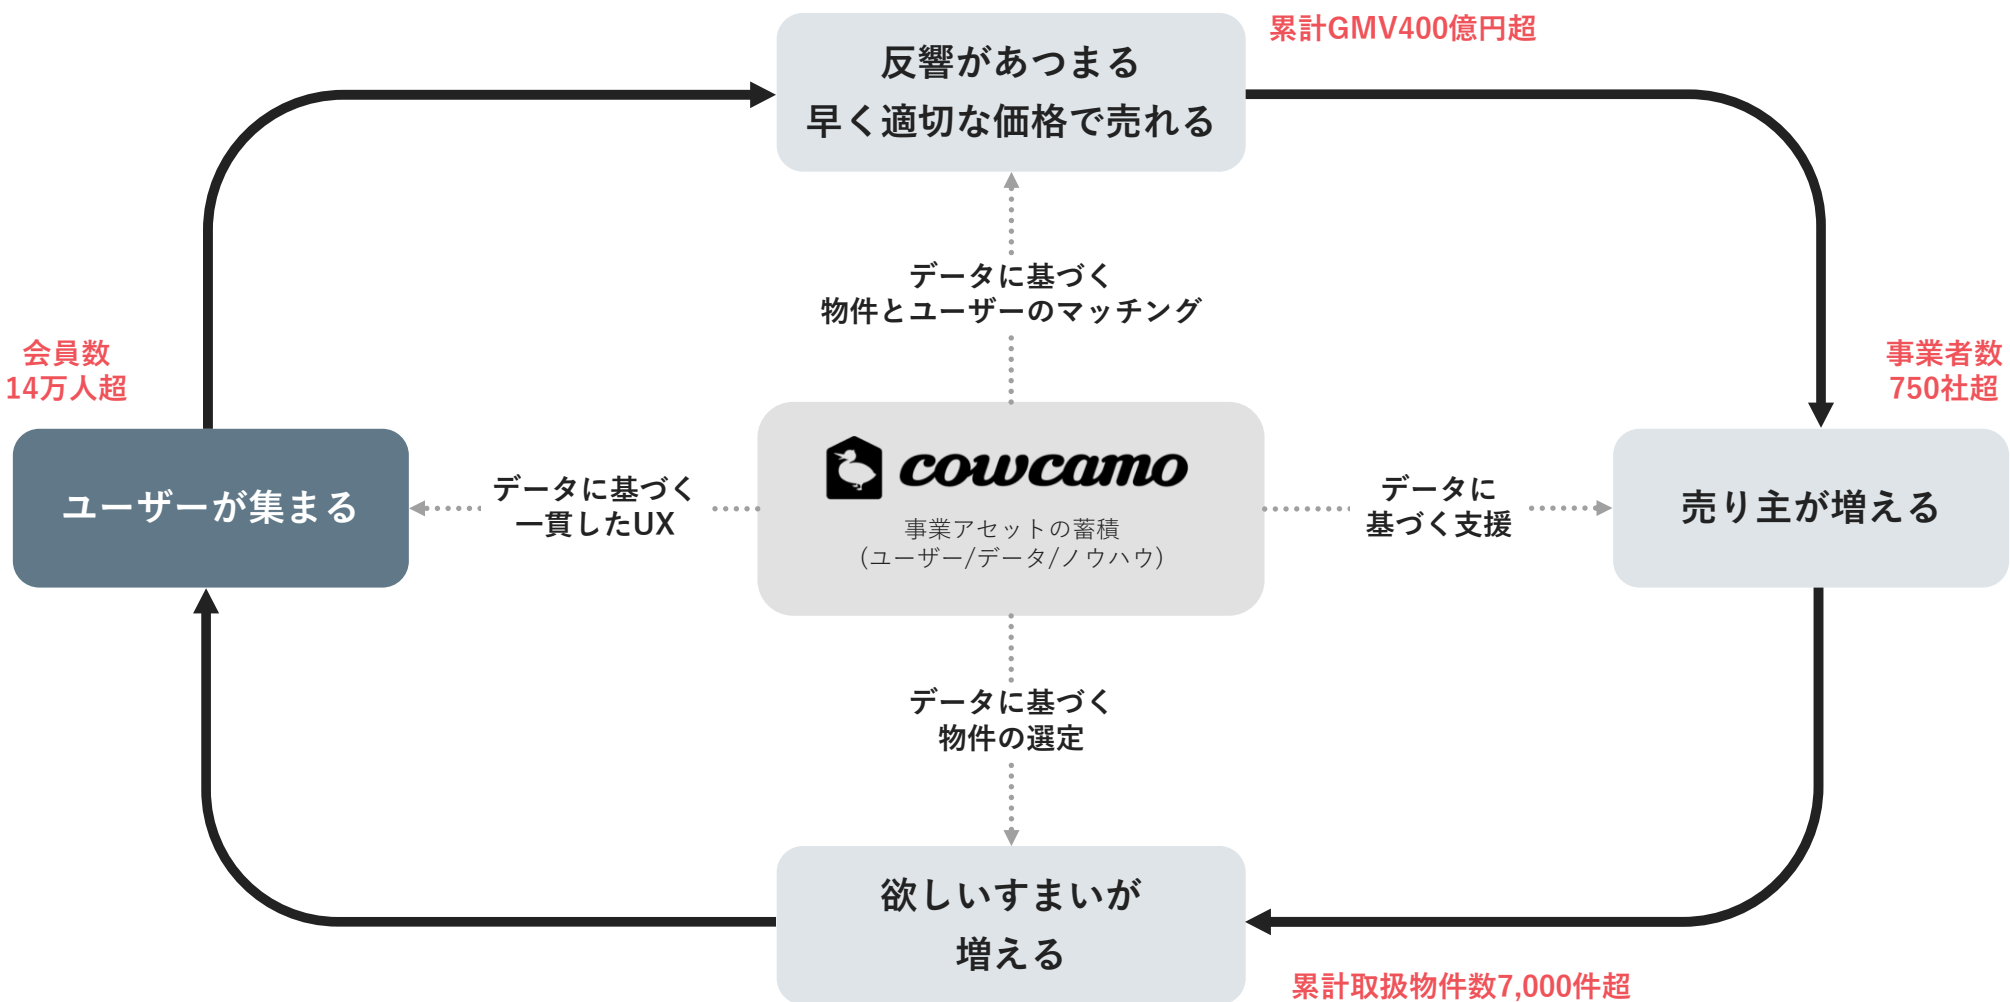 累計GMV400億円超
反響があつまる
早く適切な価格で売れる
データに基づく
物件とユーザーのマッチング
会員数
14万人超
事業者数
750社超
ユーザーが集まる
データに基づく
一貫したUX
cowcamo
事業アセットの蓄積
(ユーザー/データ/ノウハウ)
データに
基づく支援
売り主が増える
データに基づく
物件の選定
欲しいすまいが
増える
累計取扱物件数7,000件超